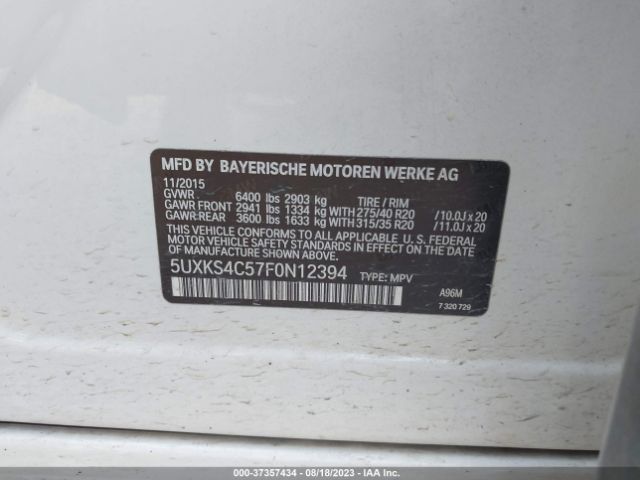 MFD BY BAYERISCHE MOTOREN WERKE AG
11/2015
GVWR 6400 lbs 2903 kg TIRE / RIM
GAWR FRONT 2941 lbs 1334 kg WITH 275/40 R20 /10.0J x 20
GAWR:REAR 3600 lbs 1633 kg WITH 315/35 R20 /11.0J x 20
THIS VEHICLE CONFORMS TO ALL APPLICABLE U.S. FEDERAL
MOTOR VEHICLE SAFETY STANDARDS IN EFFECT ON THE DATE
OF MANUFACTURE SHOWN ABOVE.
5UXKS4C57F0N12394 TYPE: MPV
A96M
7 320 729
000-37357434 - 08/18/2023 - IAA Inc.